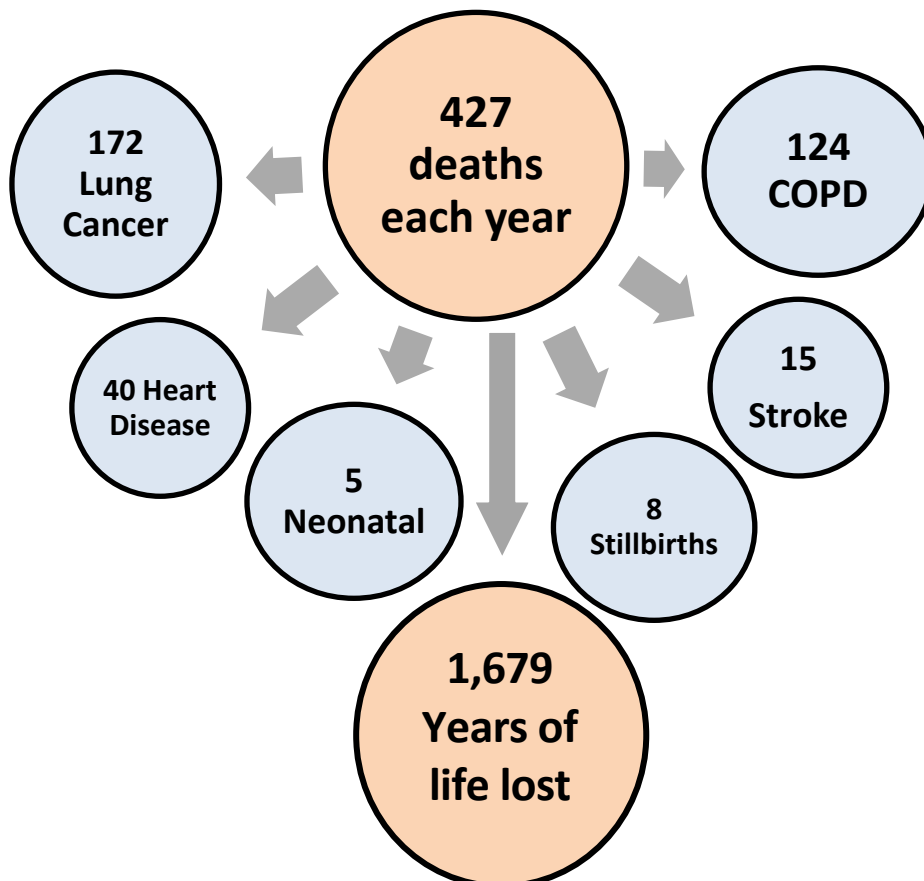 427
deaths
each year
172
Lung
Cancer
124
COPD
40 Heart
Disease
15
Stroke
5
Neonatal
8
Stillbirths
1,679
Years of
life lost